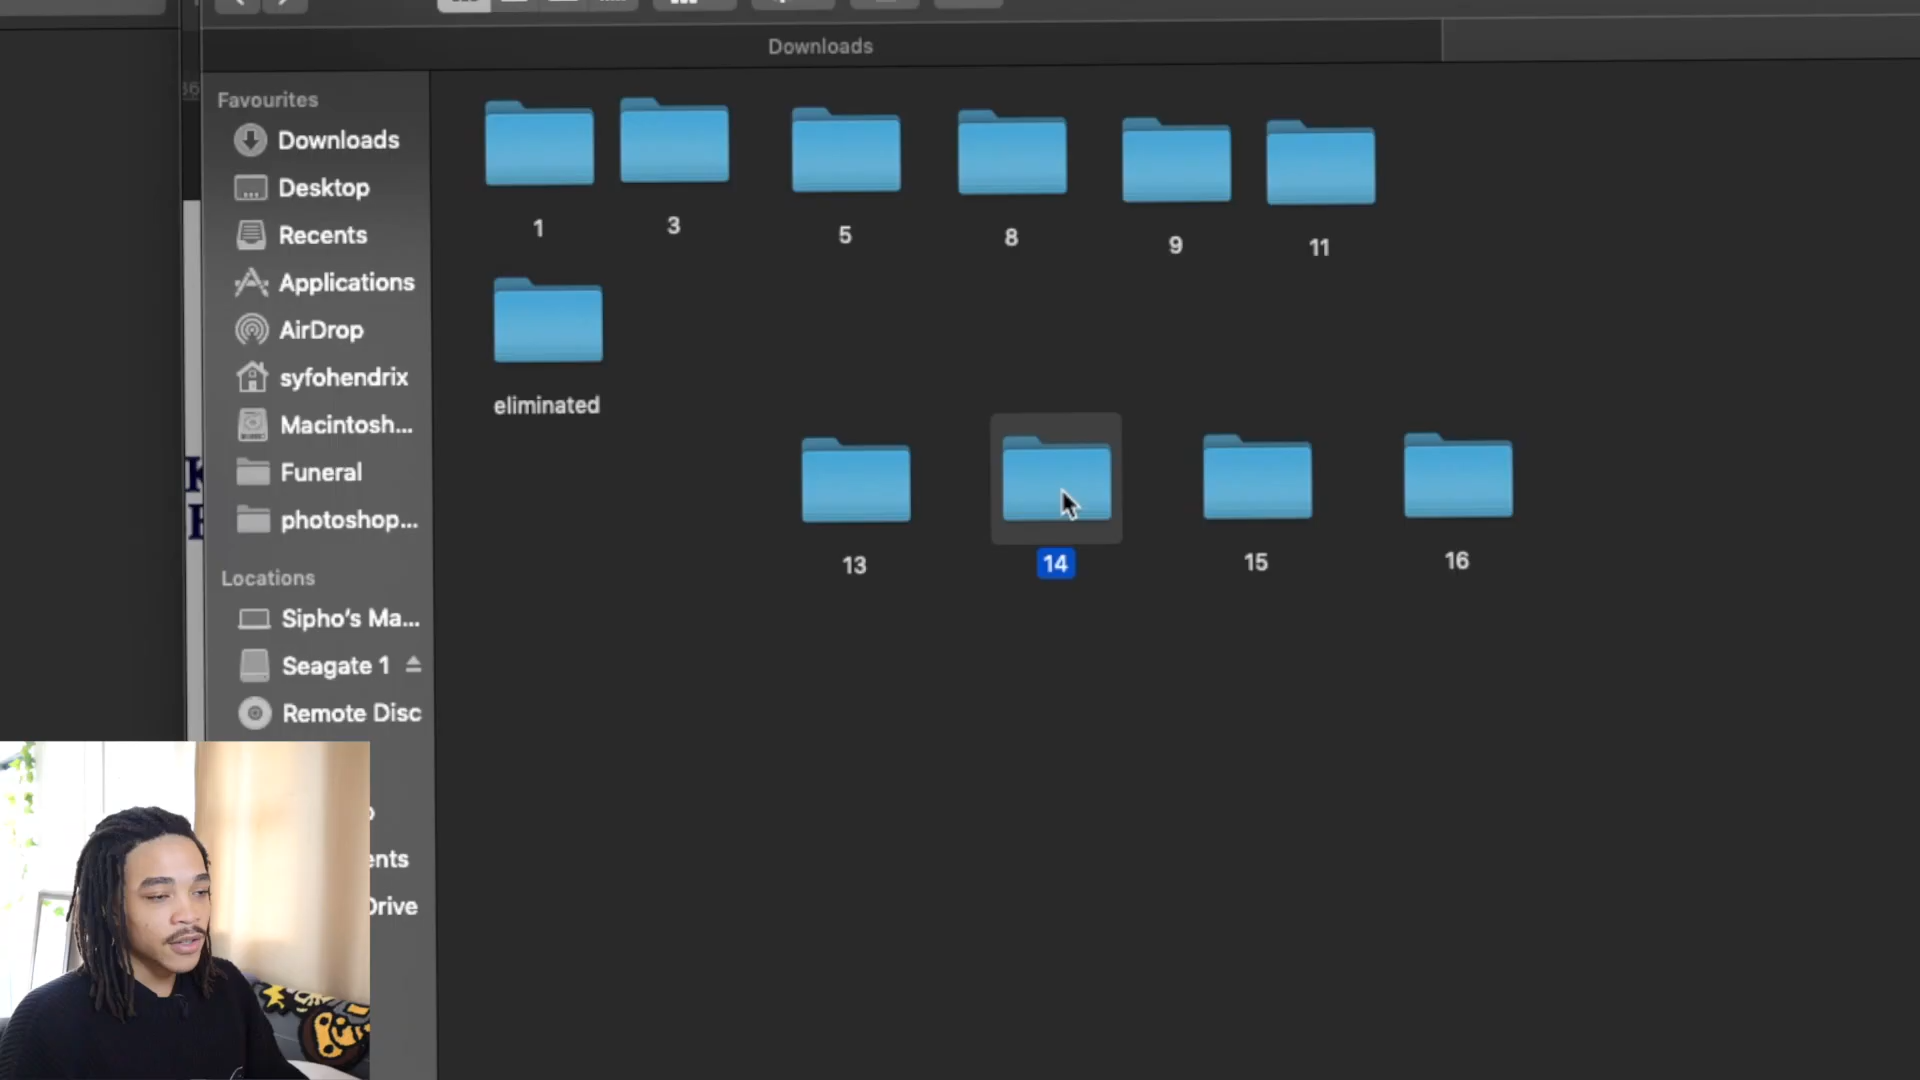 Downloads
Favourites
Downloads
Desktop
Recents
Applications
AirDrop
syfohendrix
Macintosh...
Funeral
photoshop...
Locations
Sipho's Ma...
Seagate 1
Remote Disc
ents
Drive
1
3
5
8
9
11
eliminated
13
14
15
16